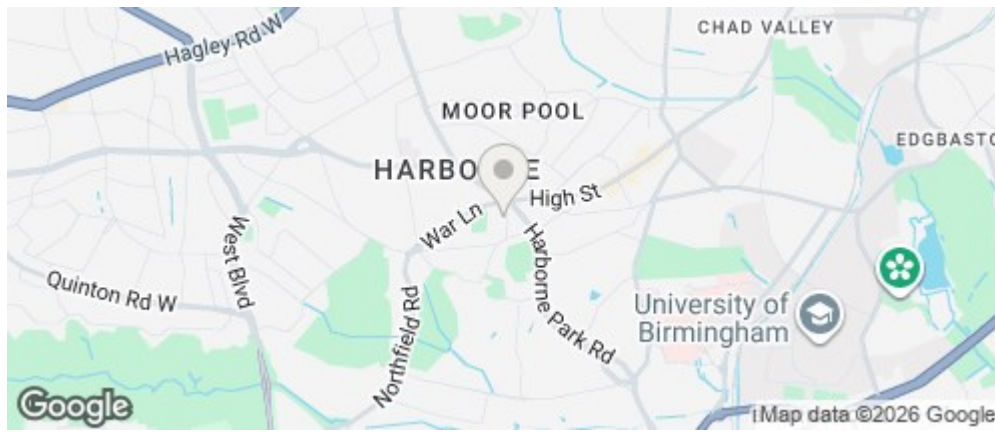 Hagley Rd W
CHAD VALLEY
MOOR POOL
EDGBASTO
HARBO
E
High St
War Ln
West Blvd
Harborne Park Rd
Quinton Rd W
Northfield Rd
University of
Birmingham
Google
Map data ©2026 Google